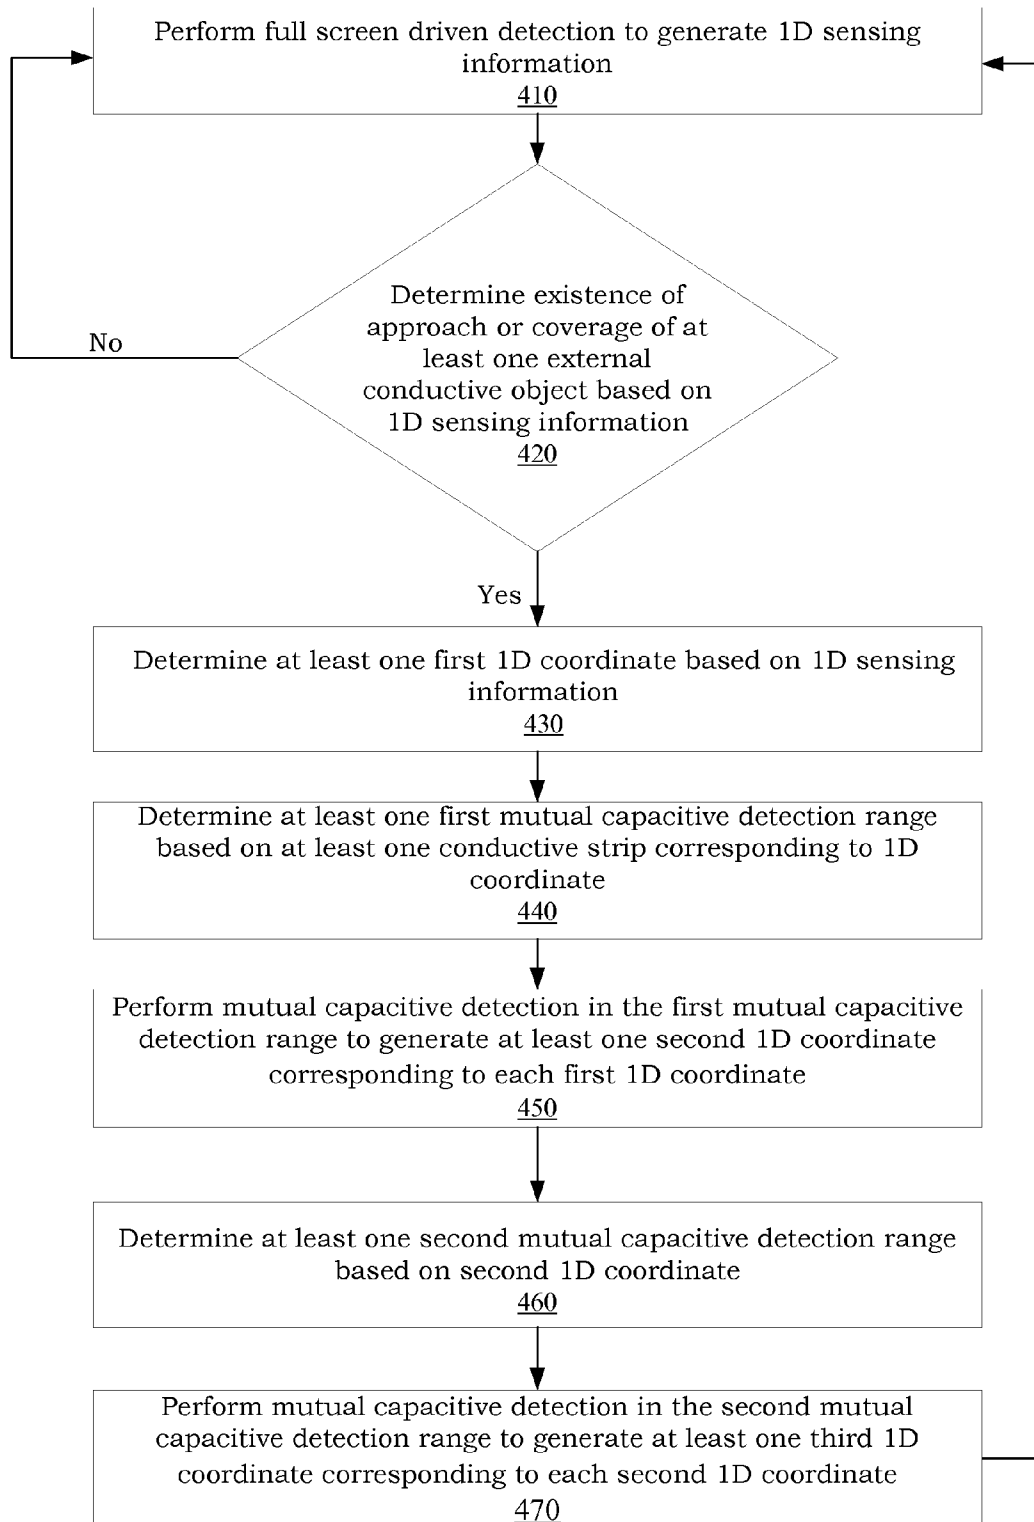 Perform full screen driven detection to generate 1D sensing
information
410
Determine existence of
approach or coverage of at
least one external
conductive object based on
1D sensing information
420
No
Yes
Determine at least one first 1D coordinate based on 1D sensing
information
430
Determine at least one first mutual capacitive detection range
based on at least one conductive strip corresponding to 1D
coordinate
440
Perform mutual capacitive detection in the first mutual capacitive
detection range to generate at least one second 1D coordinate
corresponding to each first 1D coordinate
450
Determine at least one second mutual capacitive detection range
based on second 1D coordinate
460
Perform mutual capacitive detection in the second mutual
capacitive detection range to generate at least one third 1D
coordinate corresponding to each second 1D coordinate
470